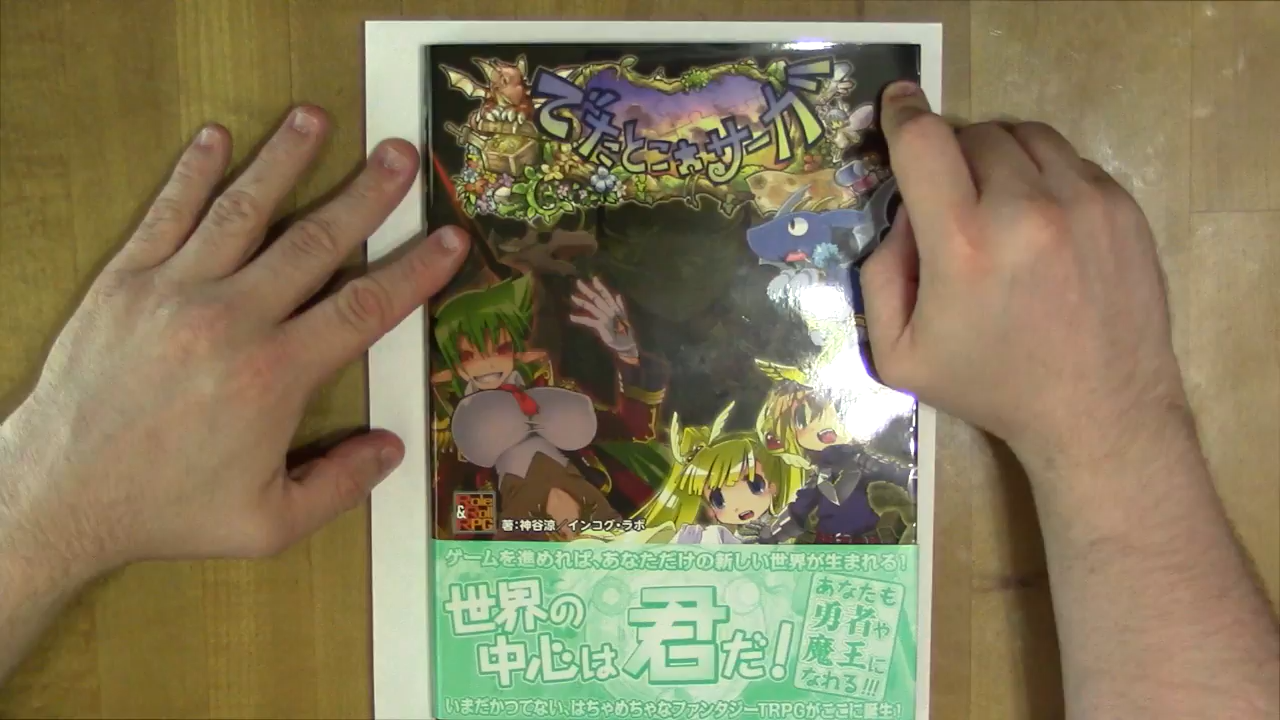 でたとこサーガ
Role
& Roll
RPG
著:神谷涼/インコグ・ラボ
ゲームを進めれば、あなただけの新しい世界が生まれる!
世界の
中心は君だ!
あなたも
勇者や
魔王に
なれる!!!
いまだかつてない、はちゃめちゃなファンタジーTRPGがここに誕生!